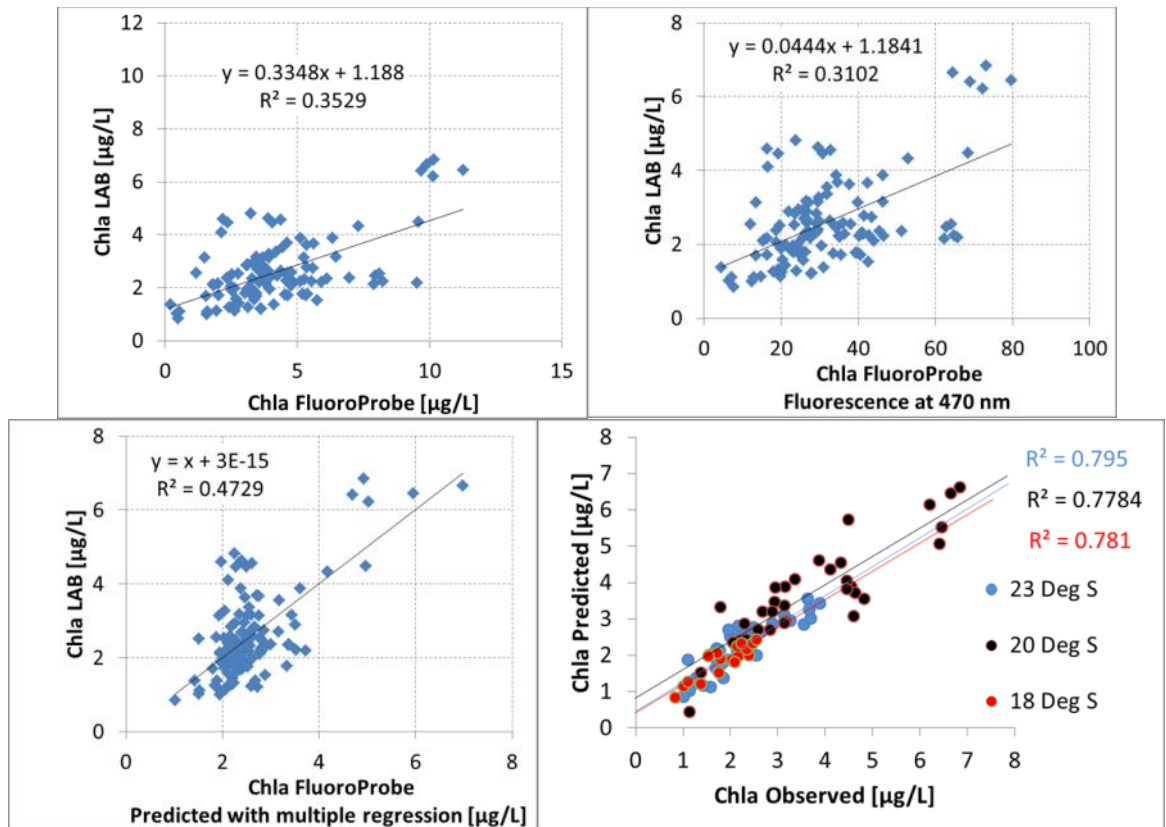 12
10
8
6
4
2
0
Chla LAB [µg/L]
y = 0.3348x + 1.188
R² = 0.3529
0 5 10 15
Chla FluoroProbe [µg/L]
8
6
4
2
0
Chla LAB [µg/L]
y = 0.0444x + 1.1841
R² = 0.3102
0 20 40 60 80 100
Chla FluoroProbe
Fluorescence at 470 nm
8
6
4
2
0
Chla LAB [µg/L]
y = x + 3E-15
R² = 0.4729
0 2 4 6 8
Chla FluoroProbe
Predicted with multiple regression [µg/L]
8
7
6
5
4
3
2
1
0
Chla Predicted [µg/L]
R² = 0.795
R² = 0.7784
R² = 0.781
23 Deg S
20 Deg S
18 Deg S
0 1 2 3 4 5 6 7 8
Chla Observed [µg/L]